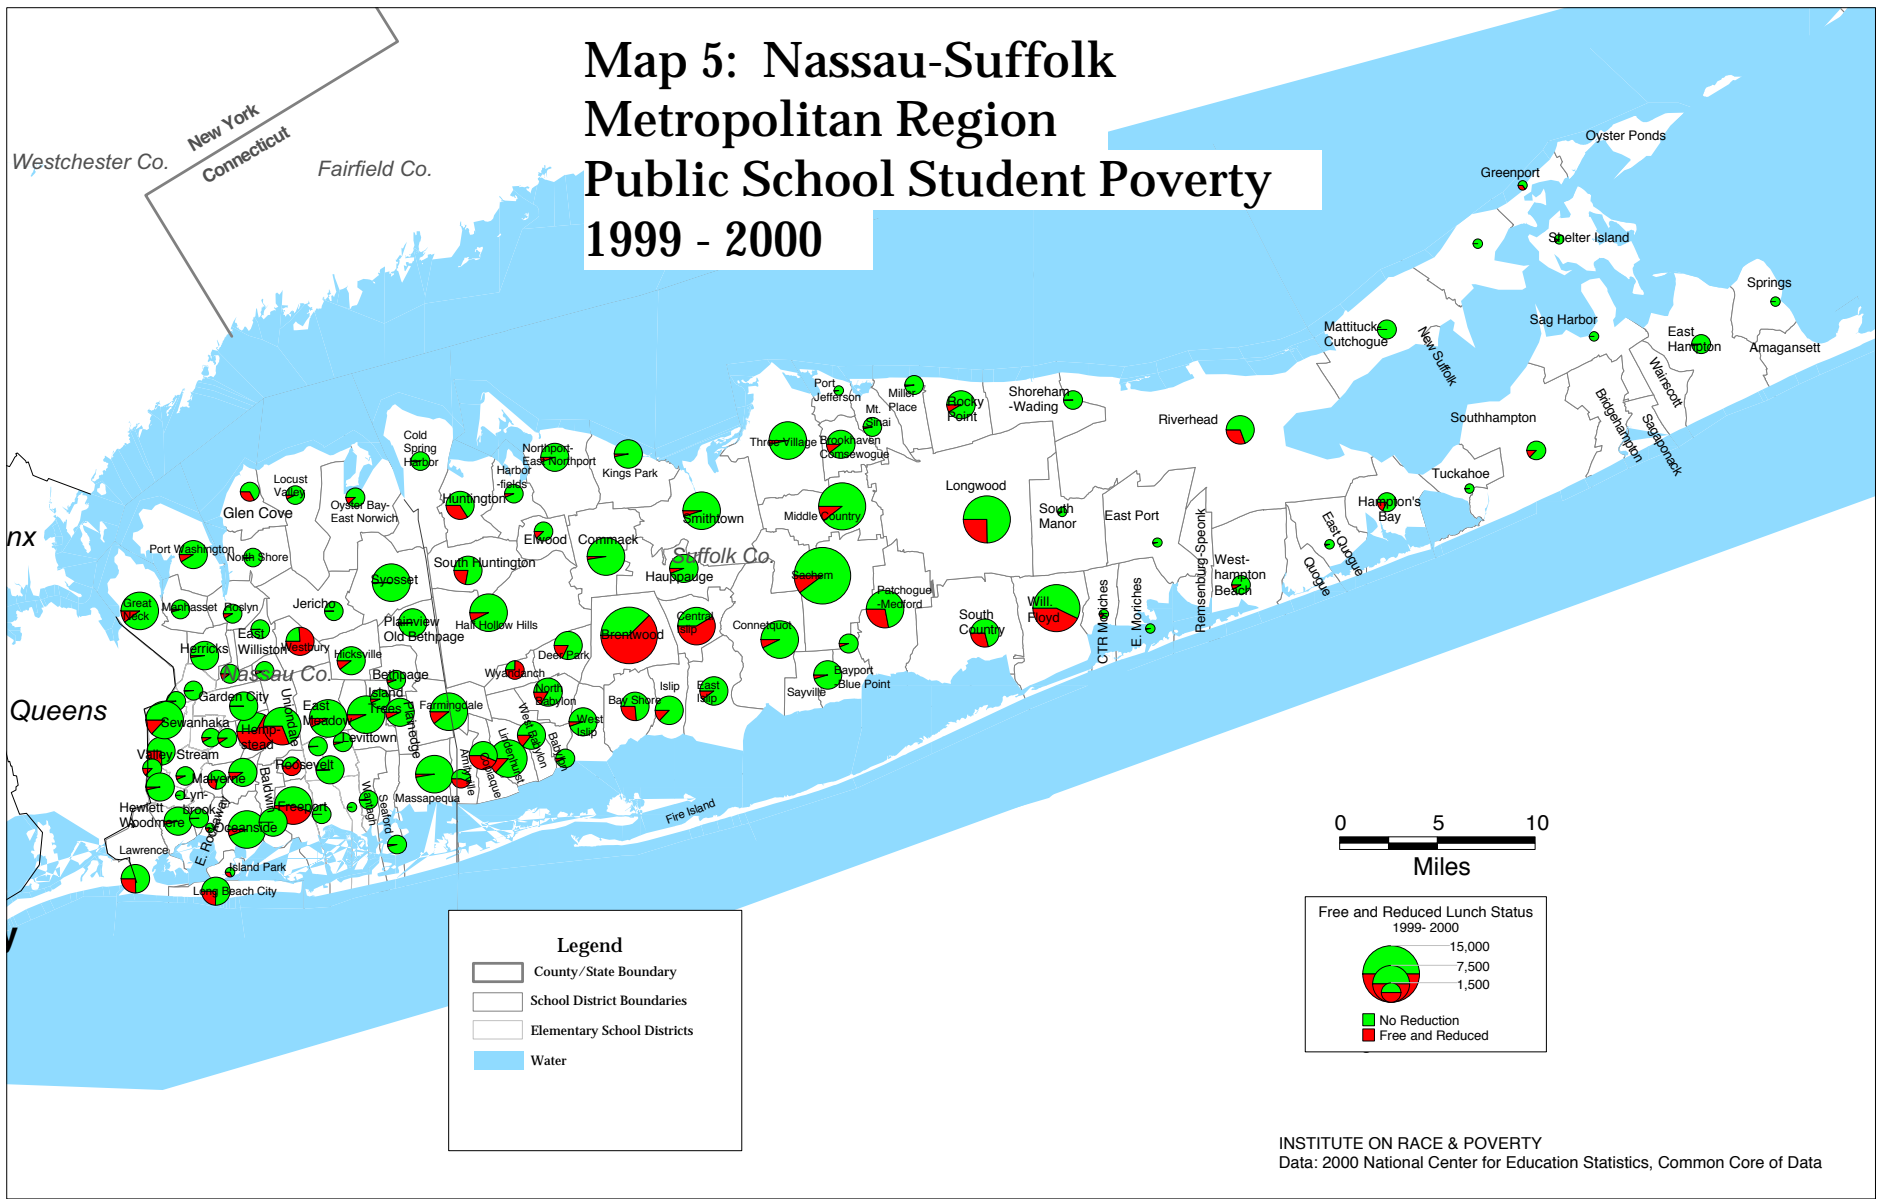 Map 5: Nassau-Suffolk
Metropolitan Region
Public School Student Poverty
1999 - 2000
New York
Connecticut
Westchester Co.
Fairfield Co.
Oyster Ponds
Greenport
Shelter Island
Springs
Sag Harbor
Mattituck-
Cutchogue
New Suffolk
East
Hampton
Amagansett
Wainscott
Bridgehampton
Sagaponack
Southhampton
Tuckahoe
Hampton's
Bay
East Quogue
Quogue
West-
hampton
Beach
Remsenburg-Speonk
Riverhead
Shoreham
-Wading
Rocky
Point
Miller
Place
Port
Jefferson
Mt.
Sinai
Three Village
Brookhaven
Comsewogue
Longwood
South
Manor
East Port
Middle Country
Smithtown
Kings Park
Northport-
East Northport
Harbor
-fields
Cold
Spring
Harbor
Huntington
Elwood
Commack
Suffolk Co.
Hauppauge
Sachem
Patchogue
-Medford
South
Country
Will.
Floyd
CTR Moriches
E. Moriches
Locust
Valley
Glen Cove
Oyster Bay-
East Norwich
Port Washington
North Shore
Syosset
South Huntington
Great
Neck
Manhasset
Roslyn
Jericho
Plainview
Old Bethpage
Half Hollow Hills
Brentwood
Central
Islip
Connetquot
East
Williston
Westbury
Herricks
Hicksville
Deer Park
Wyandanch
Nassau Co.
Bethpage
Garden City
Uniondale
East
Meadow
Island
Trees
Plainedge
Farmingdale
North
Babylon
Bay Shore
Islip
East
Islip
Sayville
Bayport
-Blue Point
West
Islip
West Babylon
Babylon
Lindenhurst
Copiague
Amityville
Massapequa
Sewanhaka
Hemp-
stead
Levittown
Valley Stream
Roosevelt
Malverne
Baldwin
Lyn-
brook
Freeport
Wantagh
Seaford
Hewlett
Woodmere
E. Rockaway
Oceanside
Lawrence
Island Park
Long Beach City
Fire Island
nx
Queens
y
0 5 10
Miles
Legend
County/State Boundary
School District Boundaries
Elementary School Districts
Water
Free and Reduced Lunch Status
1999- 2000
15,000
7,500
1,500
No Reduction
Free and Reduced
INSTITUTE ON RACE & POVERTY
Data: 2000 National Center for Education Statistics, Common Core of Data